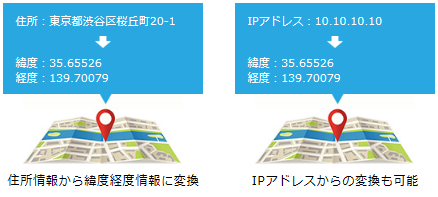 住所：東京都渋谷区桜丘町20-1
緯度：35.65526
経度：139.70079
住所情報から緯度経度情報に変換
IPアドレス：10.10.10.10
緯度：35.65526
経度：139.70079
IPアドレスからの変換も可能